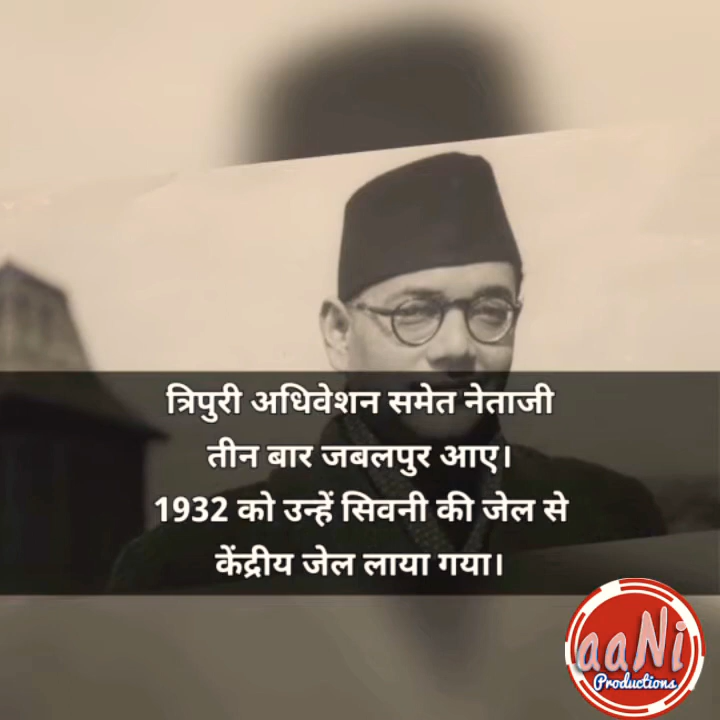 त्रिपुरी अधिवेशन समेत नेताजी
तीन बार जबलपुर आए।
1932 को उन्हें सिवनी की जेल से
केंद्रीय जेल लाया गया।
aaNi
Productions